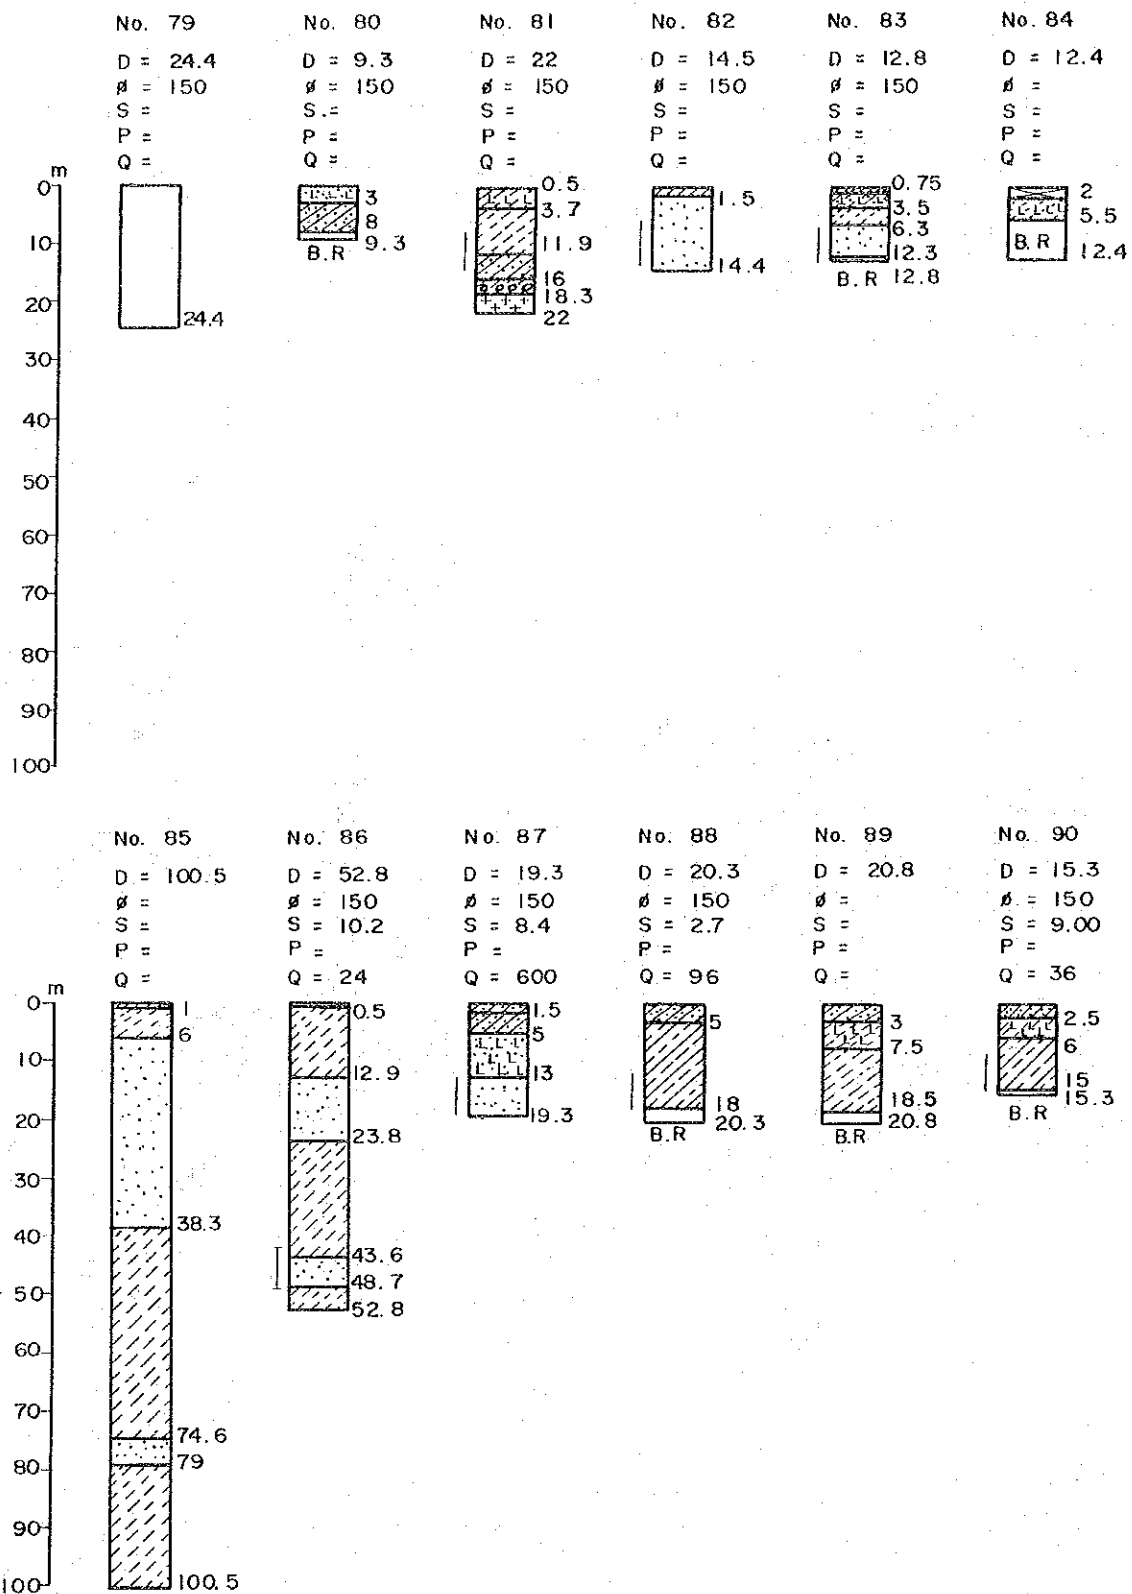 No. 79 No. 80 No. 81 No. 82 No. 83 No. 84
D = 24.4 D = 9.3 D = 22 D = 14.5 D = 12.8 D = 12.4
ø = 150 ø = 150 ø = 150 ø = 150 ø = 150 ø =
S = S = S = S = S = S =
P = P = P = P = P = P =
Q = Q = Q = Q = Q = Q =
m
0 0.5 0.75
3 3.7 1.5 3.5 2
8 11.9 6.3 5.5
10 B.R 9.3 16 14.4 12.3 B.R 12.4
B.R 12.8
20 18.3
24.4 22
30
40
50
60
70
80
90
100
No. 85 No. 86 No. 87 No. 88 No. 89 No. 90
D = 100.5 D = 52.8 D = 19.3 D = 20.3 D = 20.8 D = 15.3
ø = ø = 150 ø = 150 ø = 150 ø = ø = 150
S = S = 10.2 S = 8.4 S = 2.7 S = S = 9.00
P = P = P = P = P = P =
Q = Q = 24 Q = 600 Q = 96 Q = Q = 36
m
0 1 0.5 1.5 5 3 2.5
6 5 7.5 6
10 12.9 13 18 18.5 15
15.3
B.R
20 23.8 19.3 20.3 20.8
B.R B.R
30
38.3
40 43.6
48.7
50 52.8
60
70
74.6
79
80
90
100 100.5